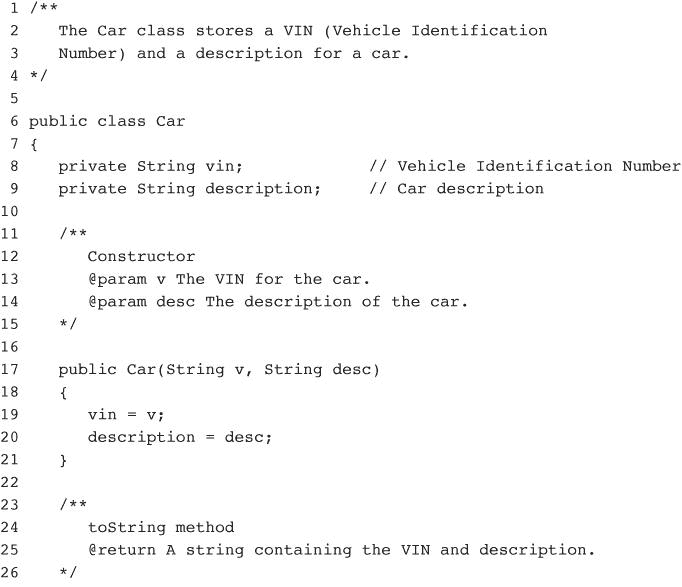 1 /**
2    The Car class stores a VIN (Vehicle Identification
3    Number) and a description for a car.
4 */
5
6 public class Car
7 {
8    private String vin;             // Vehicle Identification Number
9    private String description;     // Car description
10
11    /**
12       Constructor
13       @param v The VIN for the car.
14       @param desc The description of the car.
15    */
16
17    public Car(String v, String desc)
18    {
19       vin = v;
20       description = desc;
21    }
22
23    /**
24       toString method
25       @return A string containing the VIN and description.
26    */